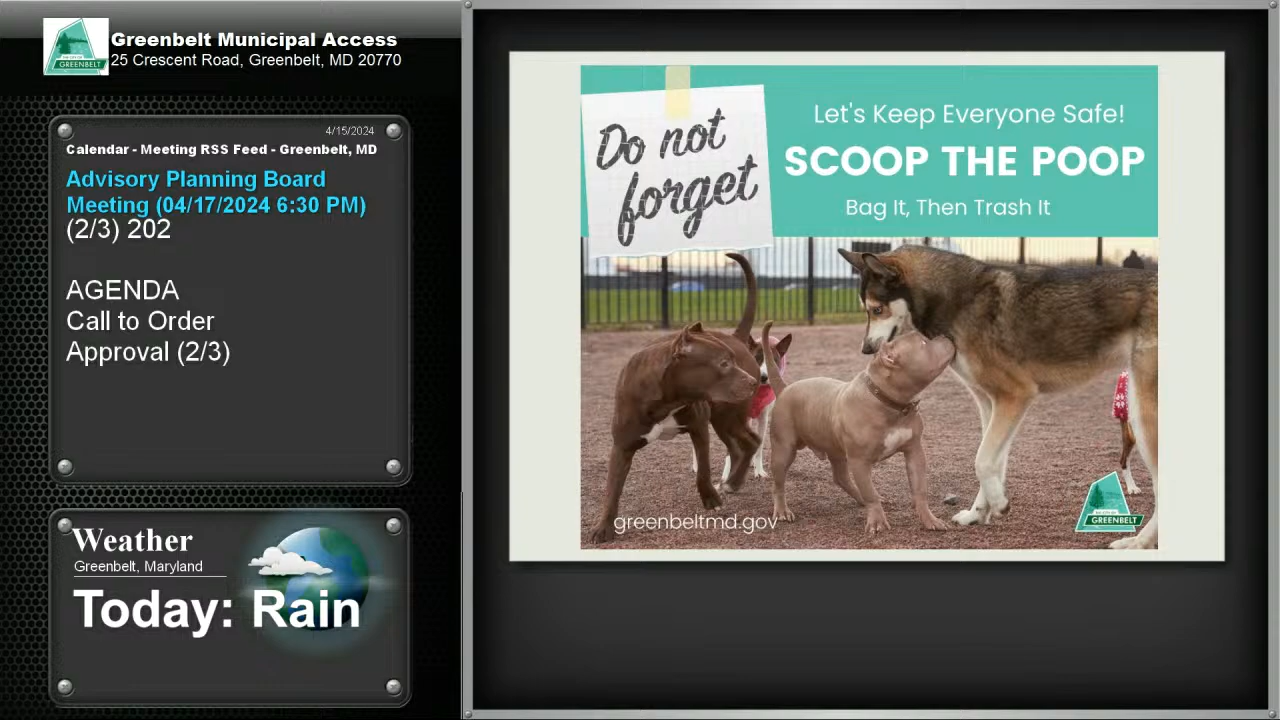 Greenbelt Municipal Access
25 Crescent Road, Greenbelt, MD 20770
GREENBELT
4/15/2024
Calendar - Meeting RSS Feed - Greenbelt, MD
Advisory Planning Board
Meeting (04/17/2024 6:30 PM)
(2/3) 202
AGENDA
Call to Order
Approval (2/3)
Weather
Greenbelt, Maryland
Today: Rain
Do not
forget
Let's Keep Everyone Safe!
SCOOP THE POOP
Bag It, Then Trash It
greenbeltmd.gov
GREENBELT